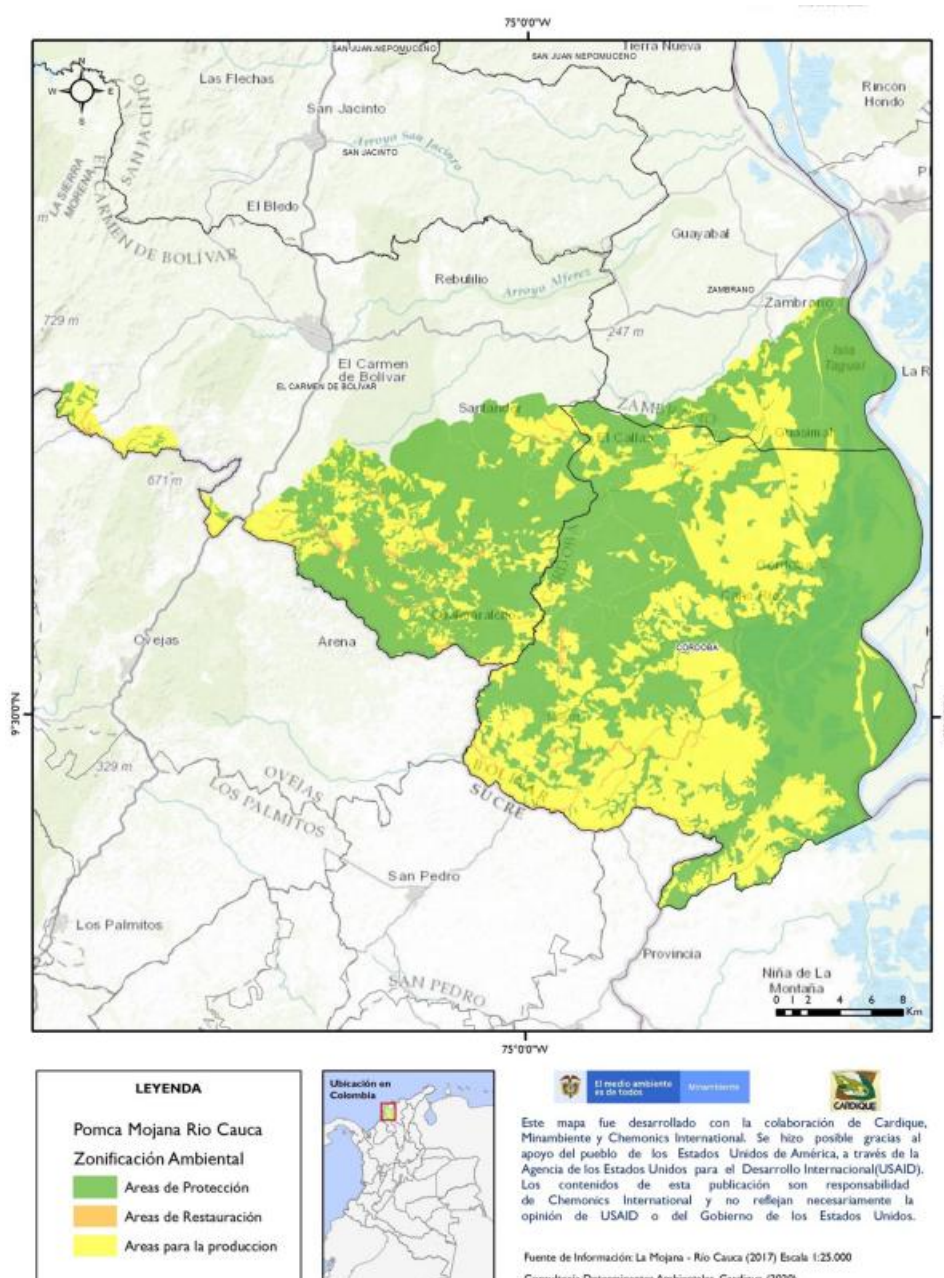 75°0'0"W
SAN JUAN NEPOMUCENO
SAN JUAN NEPOMUCENO
Tierra Nueva
Las Flechas
Rincón
Hondo
N
W E
S
San Jacinto
Arroyo San Jacinto
SAN JACINTO
SAN JACINTO
LA SIERRA
MORENA
EL CARMEN DE BOLÍVAR
El Bledo
Guayabal
Rebulilio
Arroyo Alferez
ZAMBRANO
Zambrano
729 m
247 m
Isla
El Carmen
de Bolívar
EL CARMEN DE BOLÍVAR
La R
Santander
Guasimal
671 m
CORDOBA
Ovejas
Arena
9°30'0"N
329 m
OVEJAS
LOS PALMITOS
BOLÍVAR
SUCRE
San Pedro
Los Palmitos
Provincia
SAN PEDRO
Niña de La
Montaña
0 1 2 4 6 8
Km
75°0'0"W
LEYENDA
Pomca Mojana Rio Cauca
Zonificación Ambiental
Areas de Protección
Areas de Restauración
Areas para la produccion
Ubicación en
Colombia
El medio ambiente
es de todos
Minambiente
CARDIQUE
Este mapa fue desarrollado con la colaboración de Cardique,
Minambiente y Chemonics International. Se hizo posible gracias al
apoyo del pueblo de los Estados Unidos de América, a través de la
Agencia de los Estados Unidos para el Desarrollo Internacional(USAID).
Los contenidos de esta publicación son responsabilidad
de Chemonics International y no reflejan necesariamente la
opinión de USAID o del Gobierno de los Estados Unidos.
Fuente de Información: La Mojana - Río Cauca (2017) Escala 1:25.000